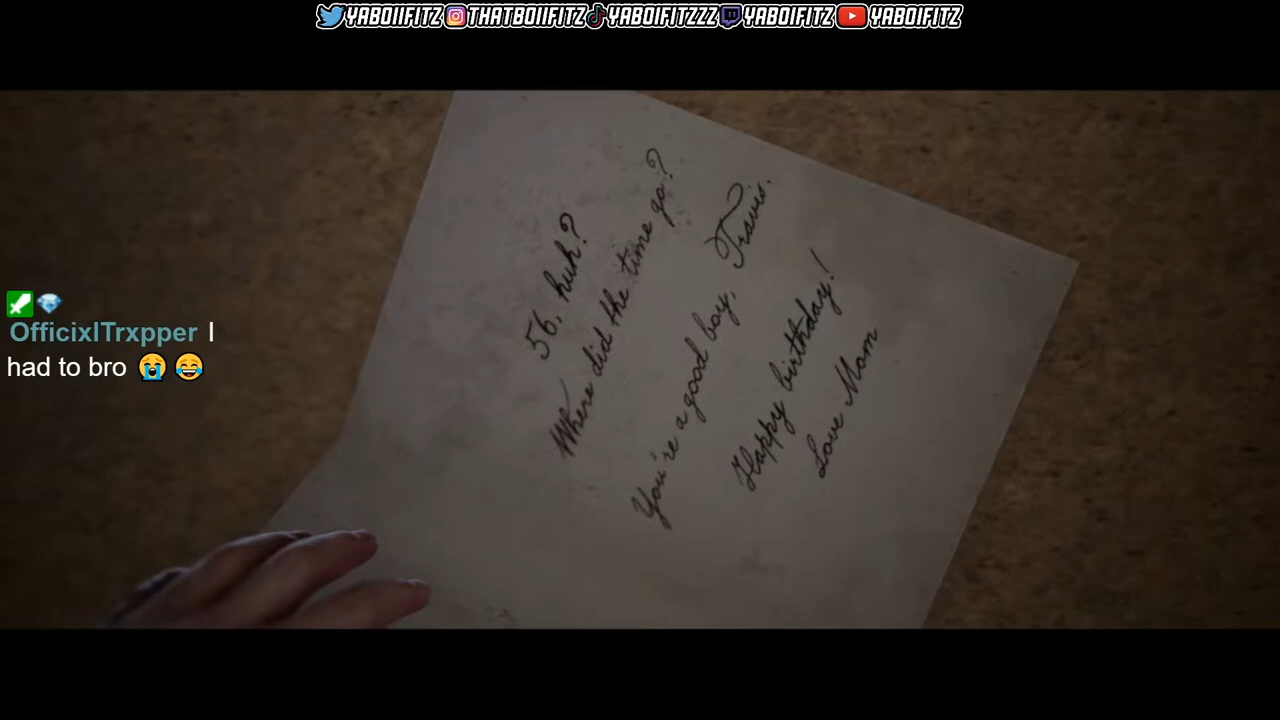 YABOIIFITZ THATBOIIFITZ YABOIFITZZZ YABOIFITZ YABOIFITZ
56, huh?
Where did the time go?
You're a good boy, Travis.
Happy birthday!
Love Mom
OfficixlTrxpper I
had to bro 😭 😂